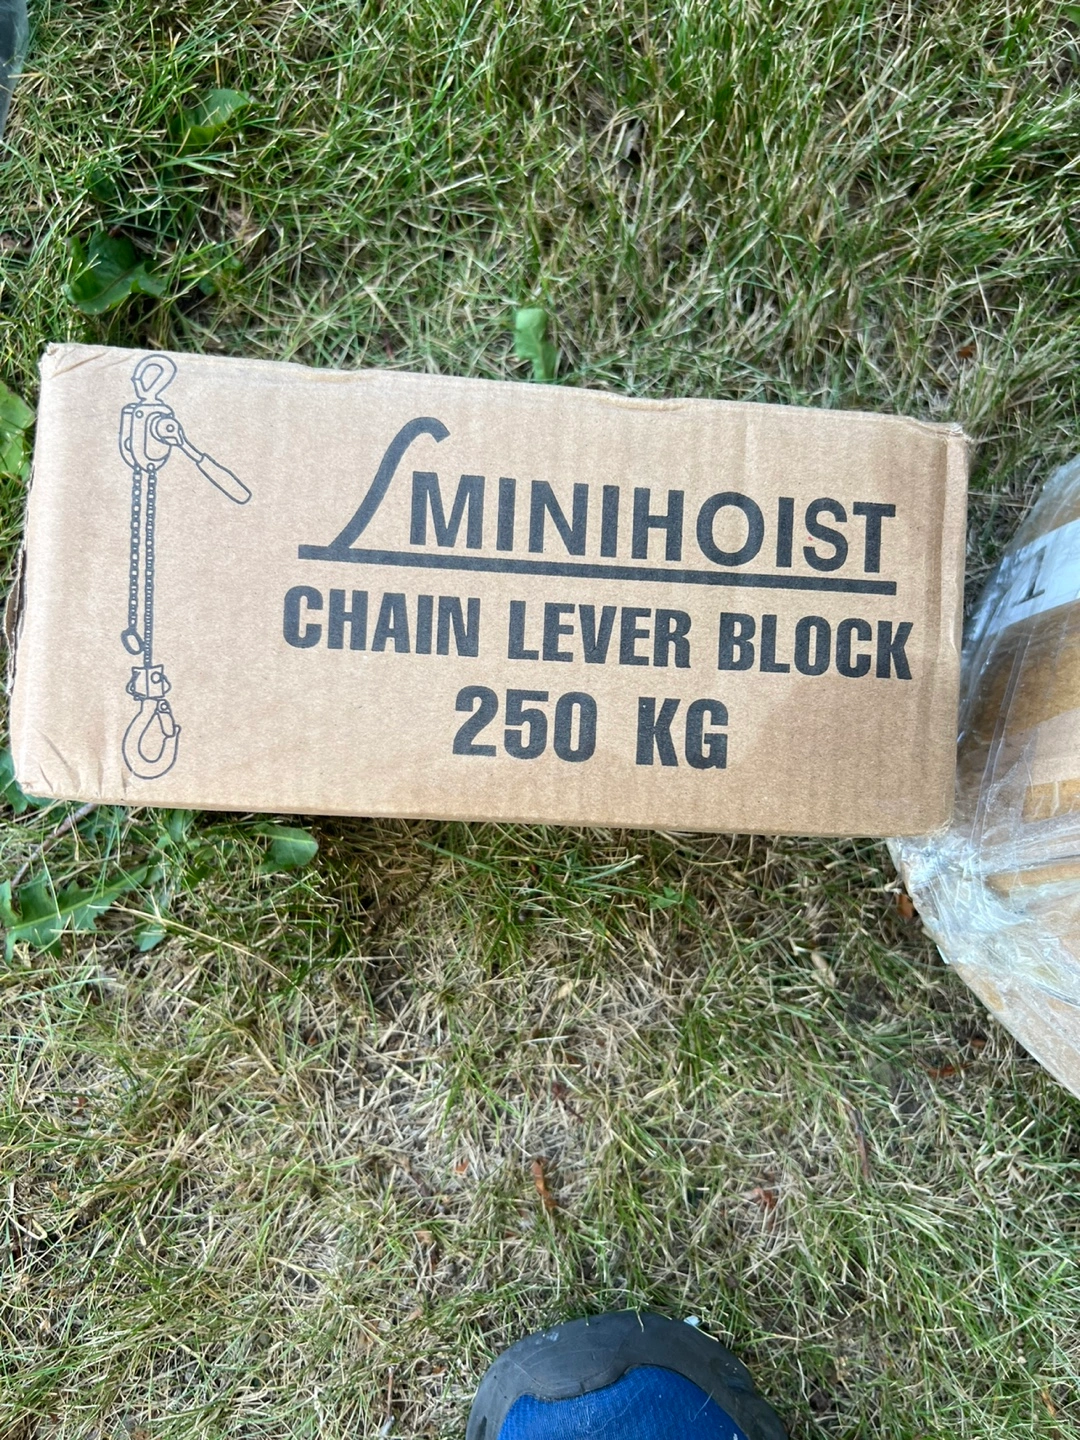 MINIHOIST
CHAIN LEVER BLOCK
250 KG